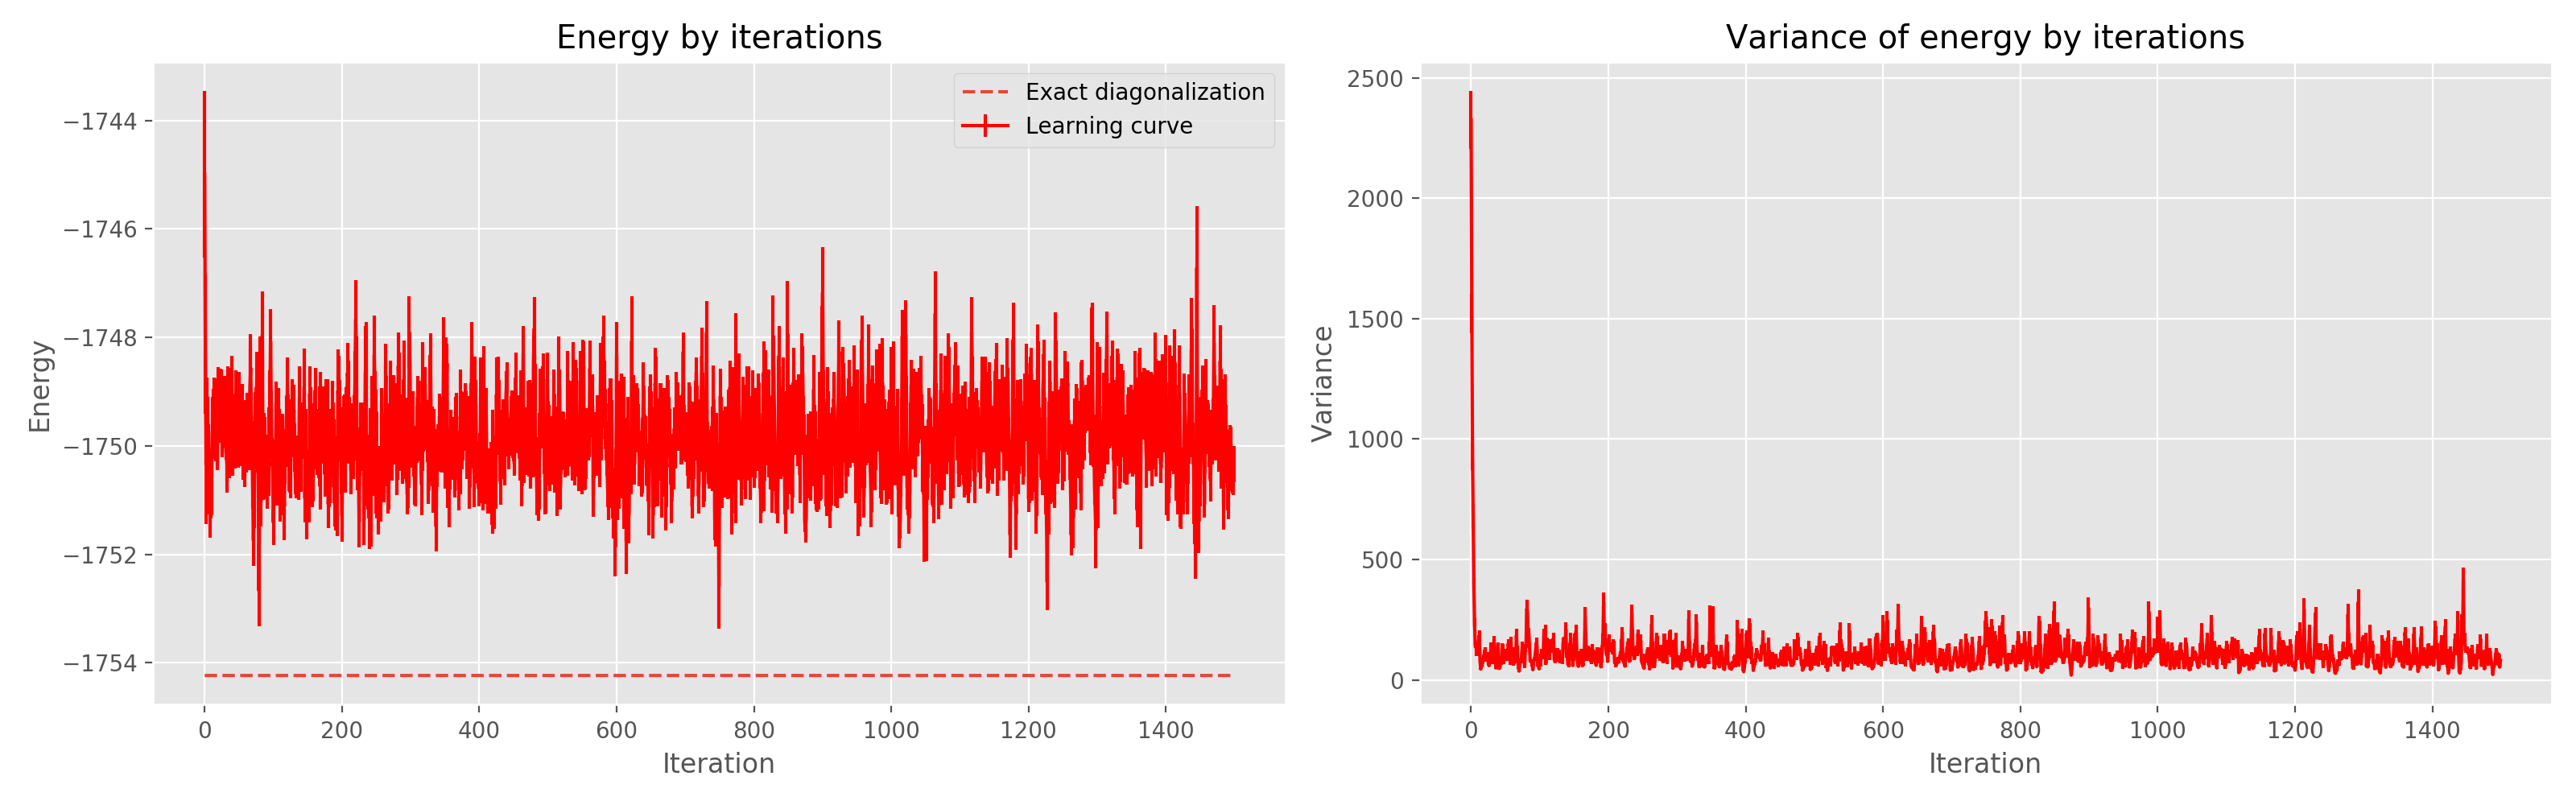 Energy by iterations
Exact diagonalization
Learning curve
−1744
−1746
−1748
−1750
−1752
−1754
Energy
0 200 400 600 800 1000 1200 1400
Iteration
Variance of energy by iterations
2500
2000
1500
1000
500
0
Variance
0 200 400 600 800 1000 1200 1400
Iteration